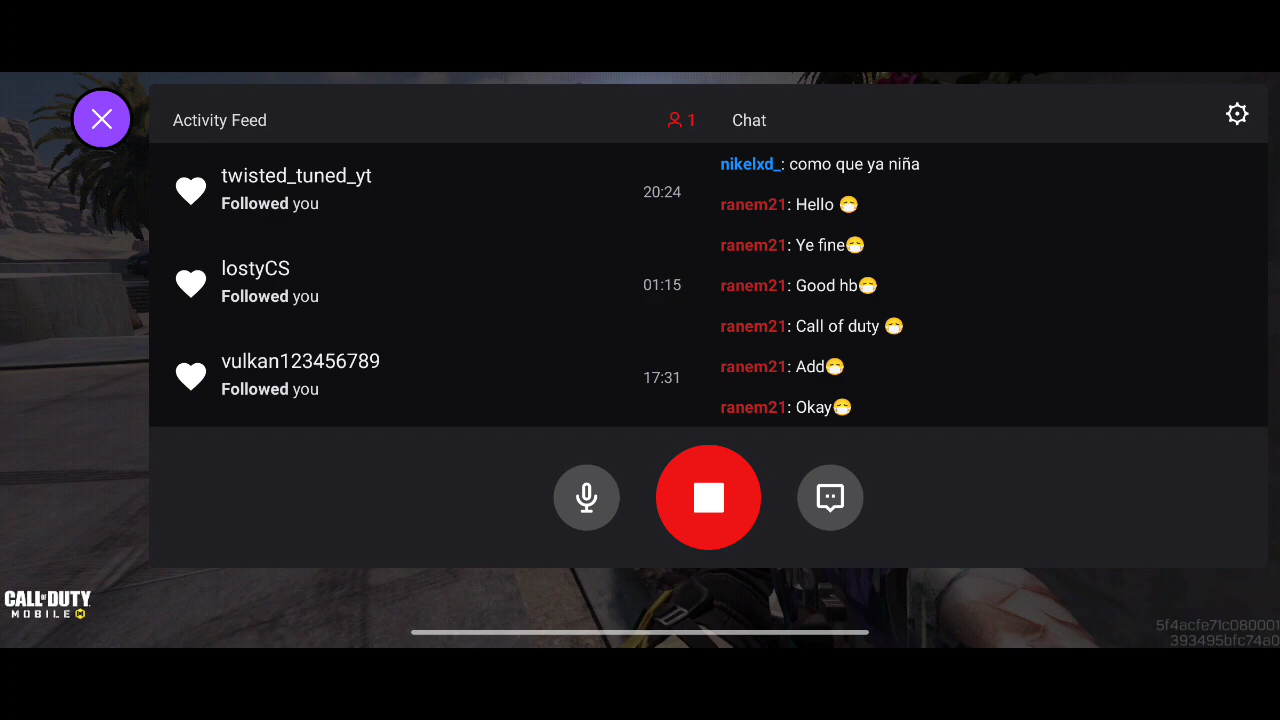 Activity Feed
1
Chat
twisted_tuned_yt
Followed you
20:24
lostyCS
Followed you
01:15
vulkan123456789
Followed you
17:31
nikelxd_: como que ya niña
ranem21: Hello 😷
ranem21: Ye fine😷
ranem21: Good hb😷
ranem21: Call of duty 😷
ranem21: Add😷
ranem21: Okay😷
CALL OF DUTY
MOBILE
5f4acfe71c080001
393495bfc74a0